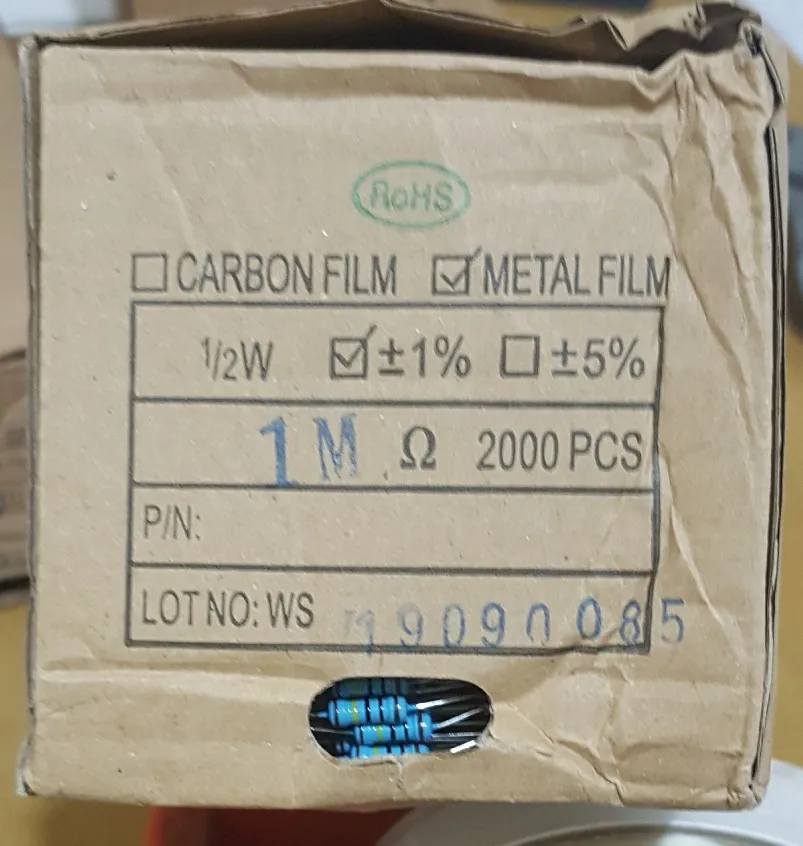 RoHS
☐ CARBON FILM ☑ METAL FILM
1/2W ☑ ±1% ☐ ±5%
1M Ω 2000 PCS
P/N:
LOT NO: WS 19090085